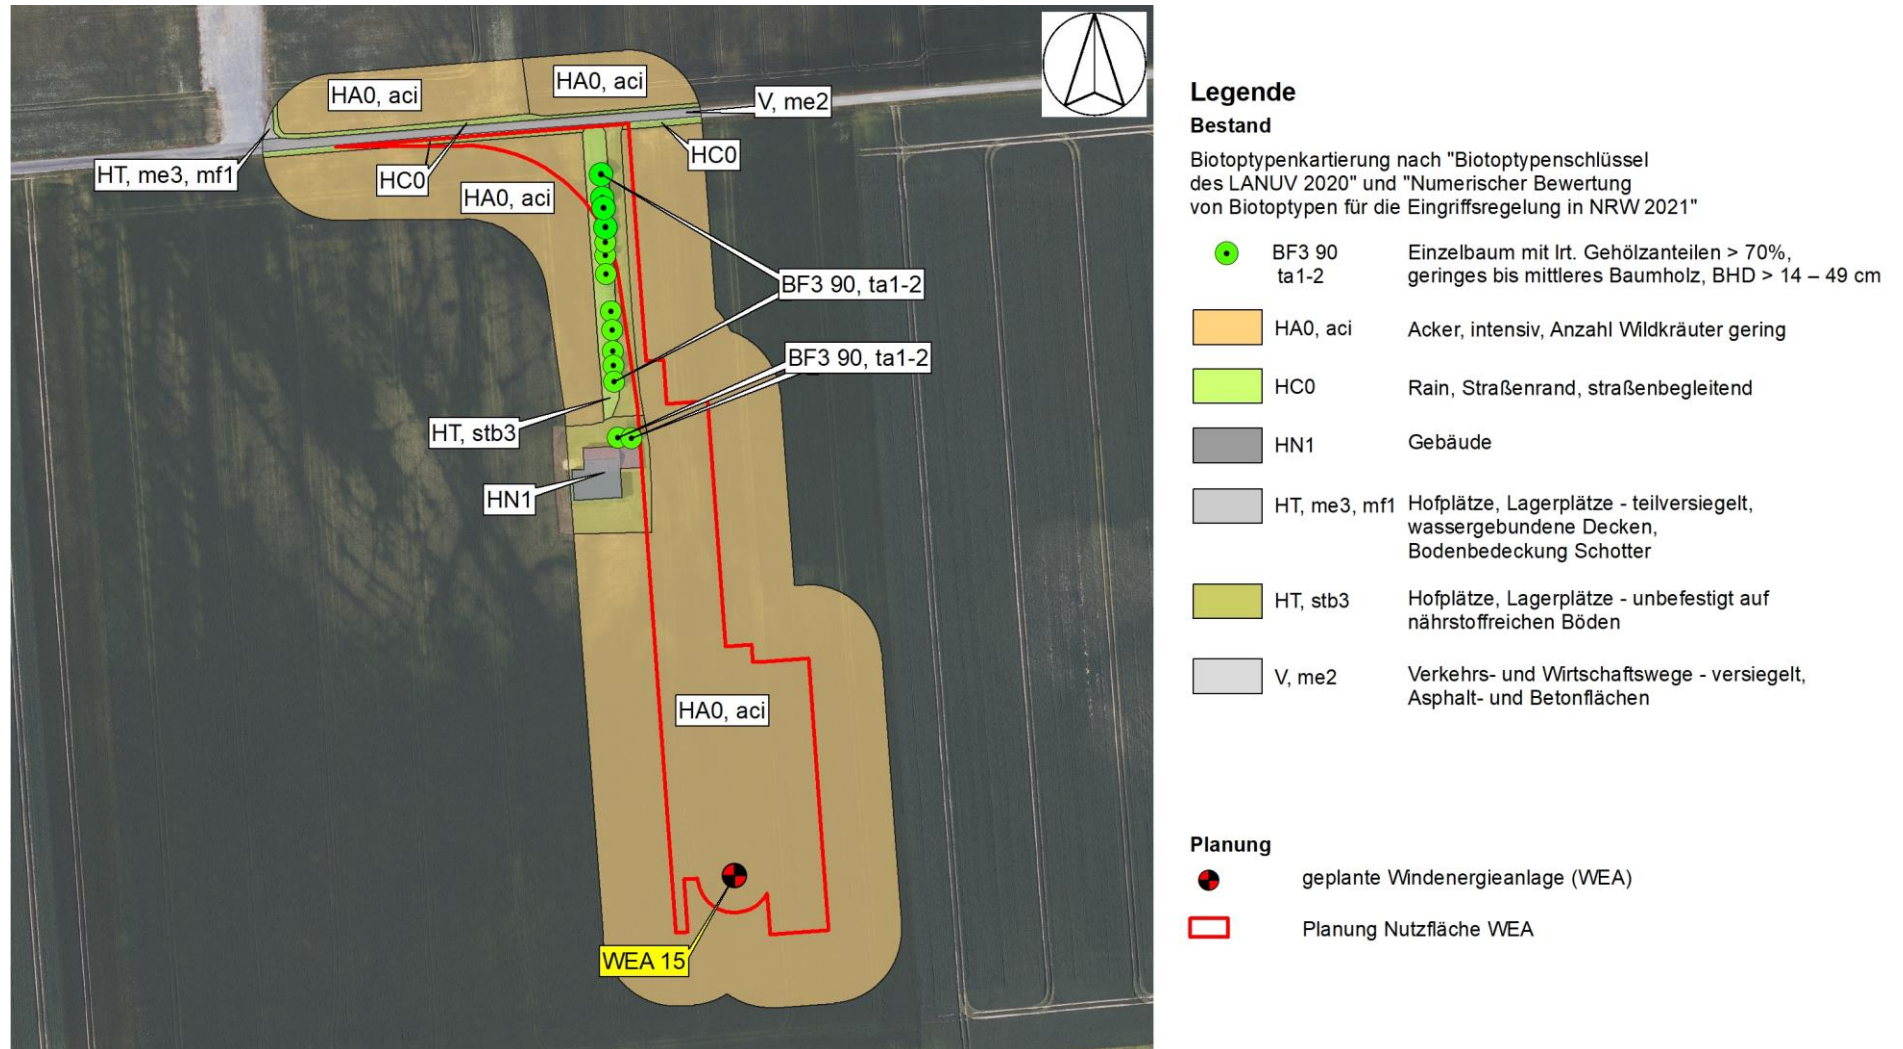 HA0, aci
HA0, aci
V, me2
HT, me3, mf1
HC0
HA0, aci
HC0
BF3 90, ta1-2
BF3 90, ta1-2
HT, stb3
HN1
HA0, aci
WEA 15
Legende
Bestand
Biotoptypenkartierung nach "Biotoptypenschlüssel
des LANUV 2020" und "Numerischer Bewertung
von Biotoptypen für die Eingriffsregelung in NRW 2021"
BF3 90
ta1-2
Einzelbaum mit lrt. Gehölzanteilen > 70%,
geringes bis mittleres Baumholz, BHD > 14 – 49 cm
HA0, aci
Acker, intensiv, Anzahl Wildkräuter gering
HC0
Rain, Straßenrand, straßenbegleitend
HN1
Gebäude
HT, me3, mf1
Hofplätze, Lagerplätze - teilversiegelt,
wassergebundene Decken,
Bodenbedeckung Schotter
HT, stb3
Hofplätze, Lagerplätze - unbefestigt auf
nährstoffreichen Böden
V, me2
Verkehrs- und Wirtschaftswege - versiegelt,
Asphalt- und Betonflächen
Planung
geplante Windenergieanlage (WEA)
Planung Nutzfläche WEA